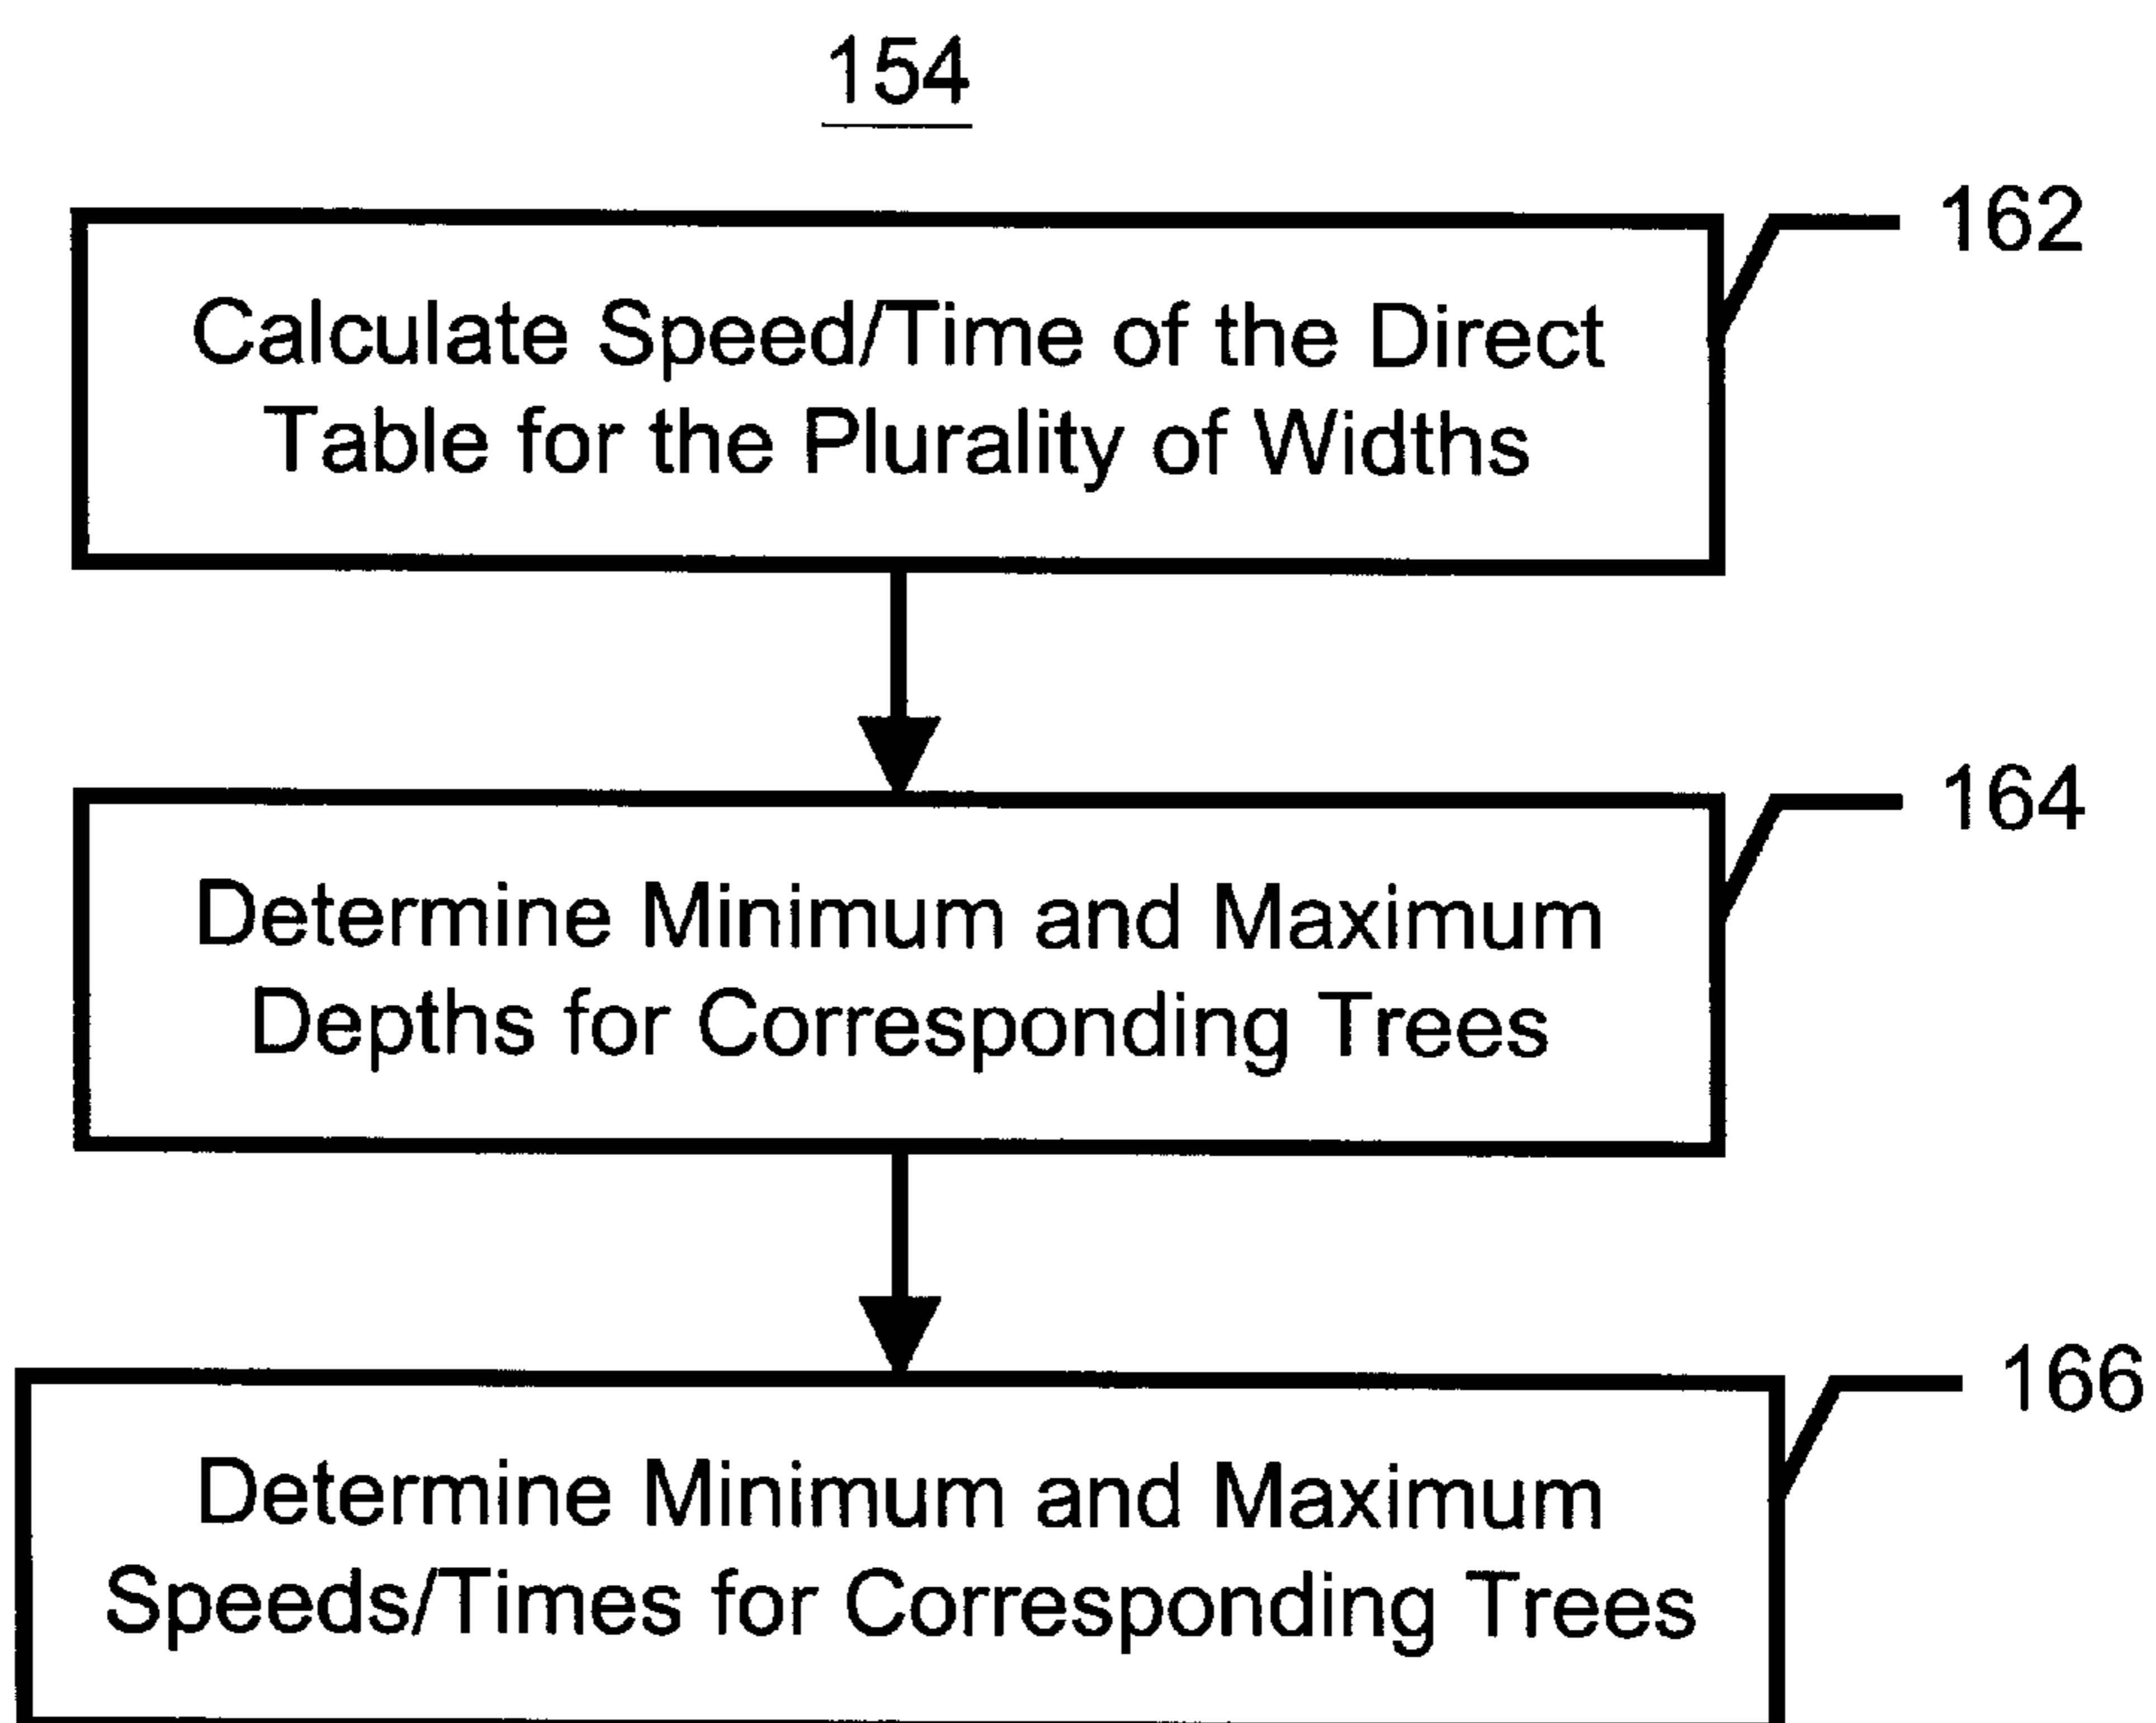 154
162
Calculate Speed/Time of the Direct
Table for the Plurality of Widths
164
Determine Minimum and Maximum
Depths for Corresponding Trees
166
Determine Minimum and Maximum
Speeds/Times for Corresponding Trees